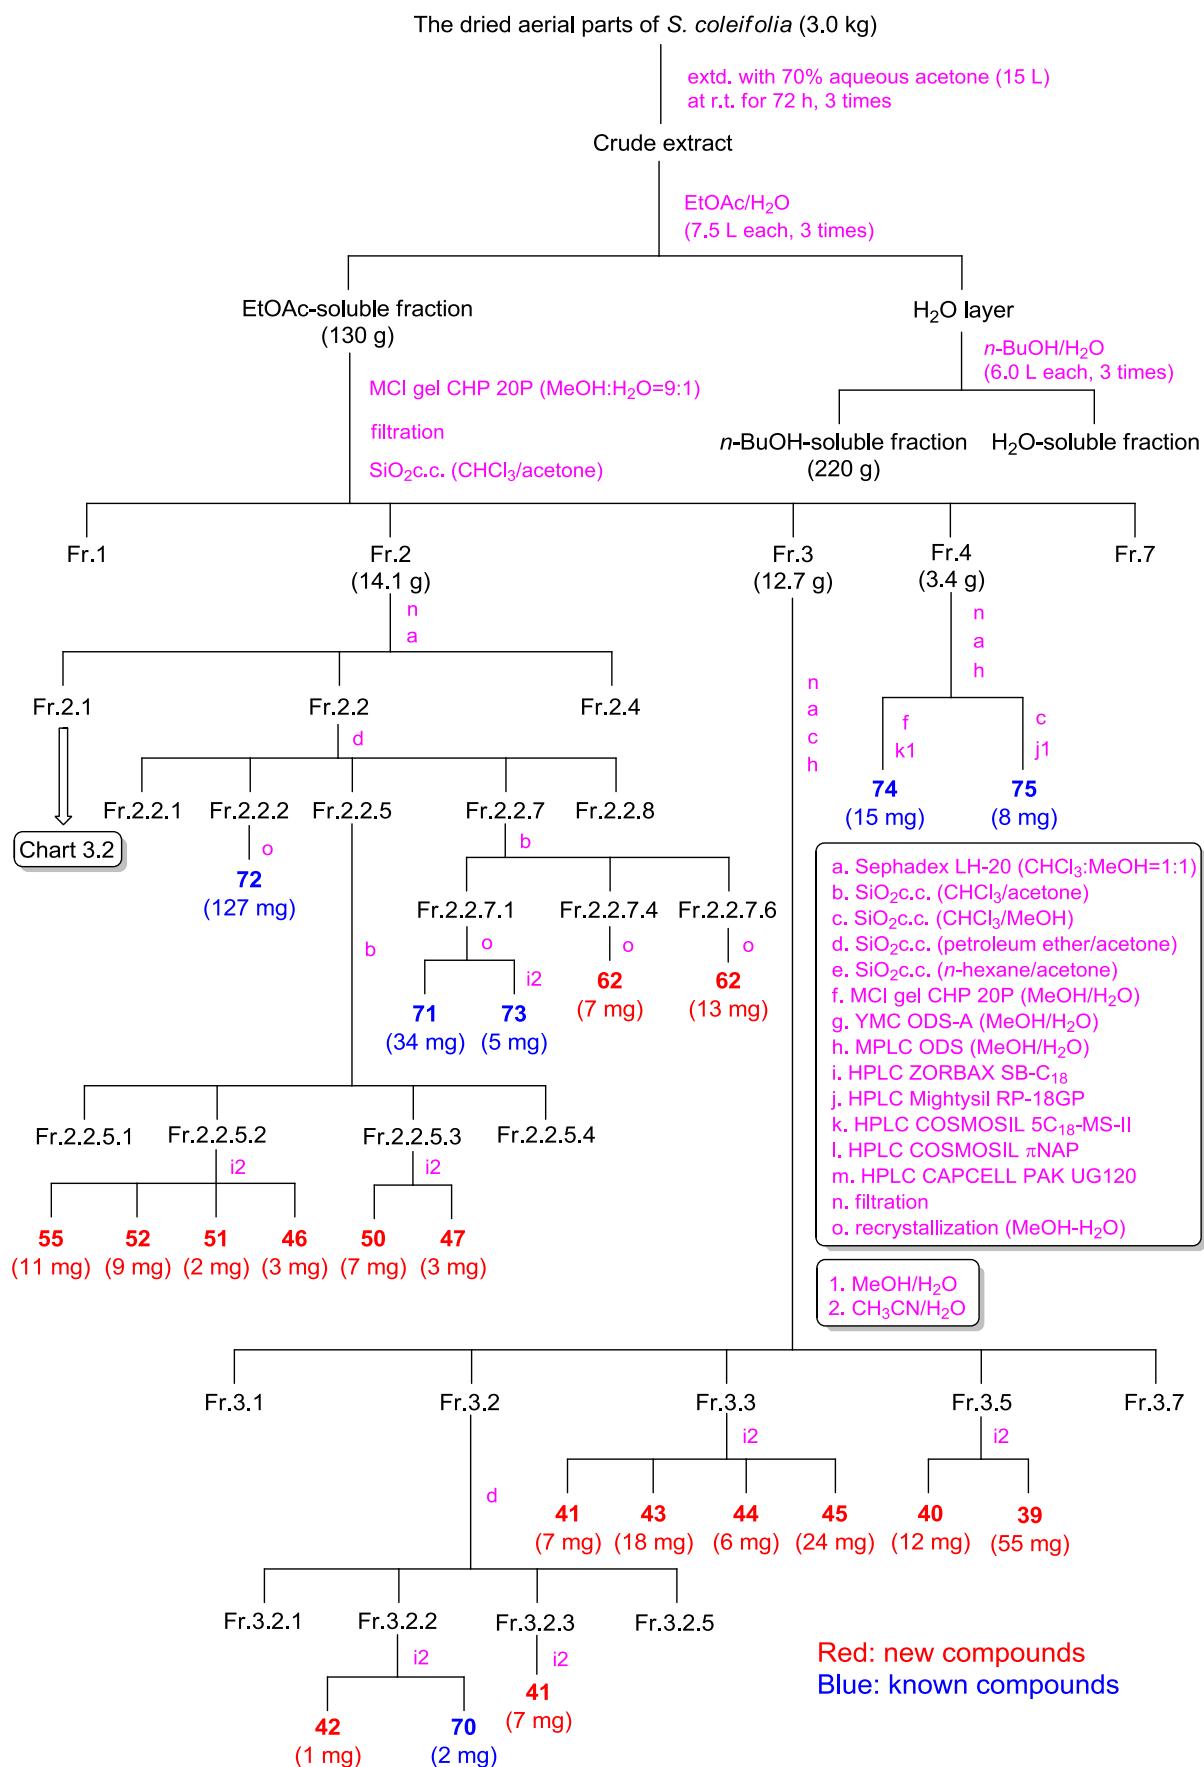 The dried aerial parts of S. coleifolia (3.0 kg)
extd. with 70% aqueous acetone (15 L)
at r.t. for 72 h, 3 times
Crude extract
EtOAc/H₂O
(7.5 L each, 3 times)
EtOAc-soluble fraction
(130 g)
H₂O layer
n-BuOH/H₂O
(6.0 L each, 3 times)
MCI gel CHP 20P (MeOH:H₂O=9:1)
filtration
SiO₂c.c. (CHCl₃/acetone)
n-BuOH-soluble fraction
(220 g)
H₂O-soluble fraction
Fr.1
Fr.2
(14.1 g)
Fr.3
(12.7 g)
Fr.4
(3.4 g)
Fr.7
n
a
n
a
h
n
a
c
h
Fr.2.1
Fr.2.2
Fr.2.4
d
f
k1
c
j1
74
(15 mg)
75
(8 mg)
Chart 3.2
Fr.2.2.1
Fr.2.2.2
Fr.2.2.5
Fr.2.2.7
Fr.2.2.8
o
72
(127 mg)
b
b
Fr.2.2.7.1
Fr.2.2.7.4
Fr.2.2.7.6
o
i2
o
o
71
(34 mg)
73
(5 mg)
62
(7 mg)
62
(13 mg)
a. Sephadex LH-20 (CHCl₃:MeOH=1:1)
b. SiO₂c.c. (CHCl₃/acetone)
c. SiO₂c.c. (CHCl₃/MeOH)
d. SiO₂c.c. (petroleum ether/acetone)
e. SiO₂c.c. (n-hexane/acetone)
f. MCI gel CHP 20P (MeOH/H₂O)
g. YMC ODS-A (MeOH/H₂O)
h. MPLC ODS (MeOH/H₂O)
i. HPLC ZORBAX SB-C₁₈
j. HPLC Mightysil RP-18GP
k. HPLC COSMOSIL 5C₁₈-MS-II
l. HPLC COSMOSIL πNAP
m. HPLC CAPCELL PAK UG120
n. filtration
o. recrystallization (MeOH-H₂O)
1. MeOH/H₂O
2. CH₃CN/H₂O
Fr.2.2.5.1
Fr.2.2.5.2
Fr.2.2.5.3
Fr.2.2.5.4
i2
i2
55
(11 mg)
52
(9 mg)
51
(2 mg)
46
(3 mg)
50
(7 mg)
47
(3 mg)
Fr.3.1
Fr.3.2
Fr.3.3
Fr.3.5
Fr.3.7
i2
i2
d
41
(7 mg)
43
(18 mg)
44
(6 mg)
45
(24 mg)
40
(12 mg)
39
(55 mg)
Fr.3.2.1
Fr.3.2.2
Fr.3.2.3
Fr.3.2.5
i2
i2
42
(1 mg)
70
(2 mg)
41
(7 mg)
Red: new compounds
Blue: known compounds